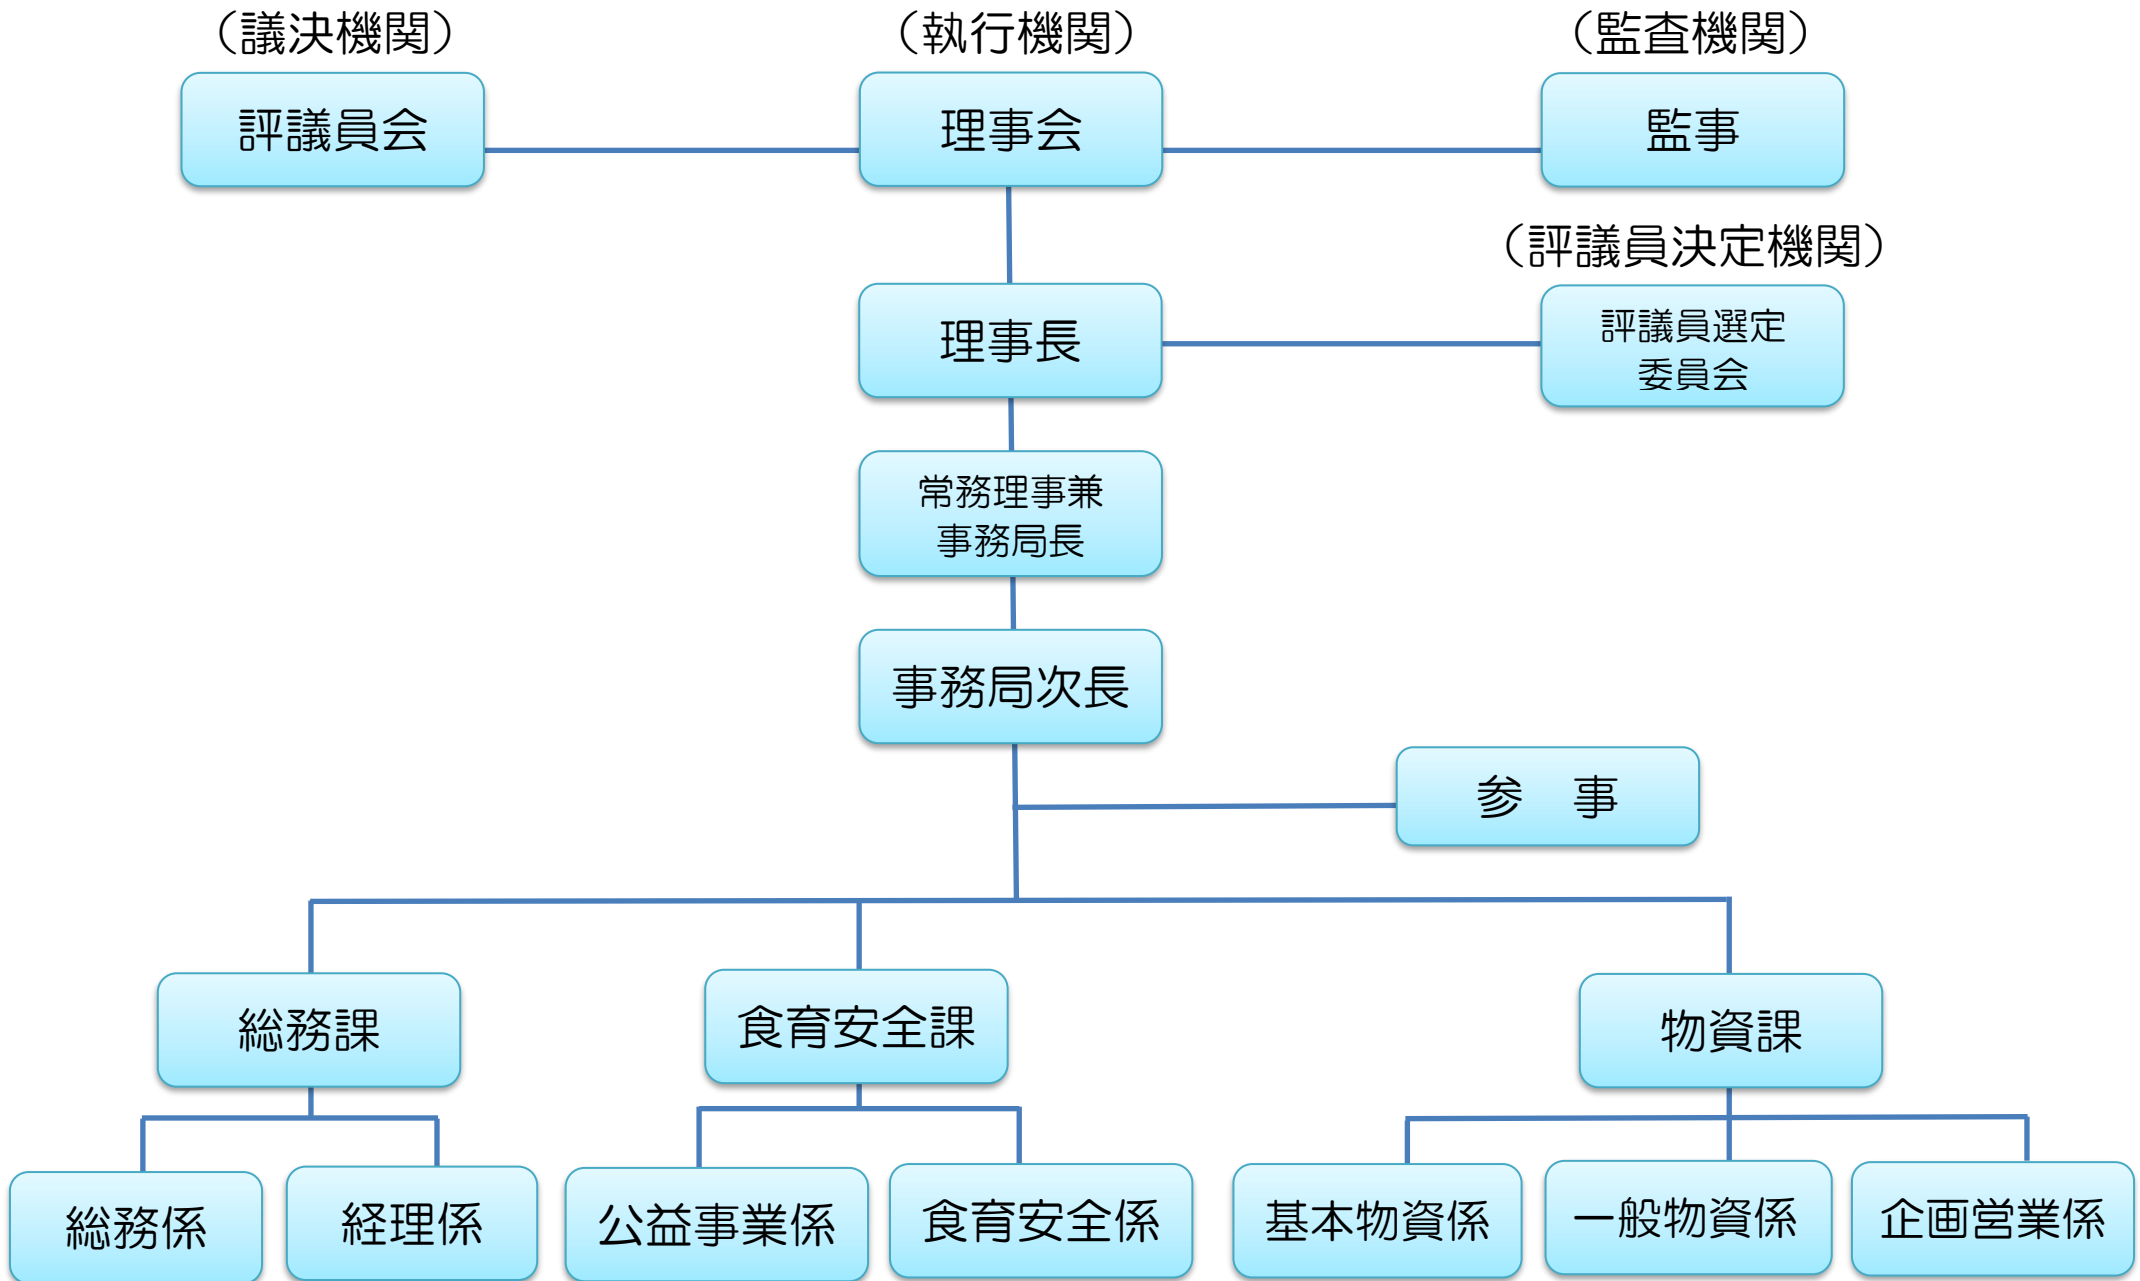 （議決機関）
（執行機関）
（監査機関）
評議員会
理事会
監事
（評議員決定機関）
理事長
評議員選定
委員会
常務理事兼
事務局長
事務局次長
参　事
総務課
食育安全課
物資課
総務係
経理係
公益事業係
食育安全係
基本物資係
一般物資係
企画営業係